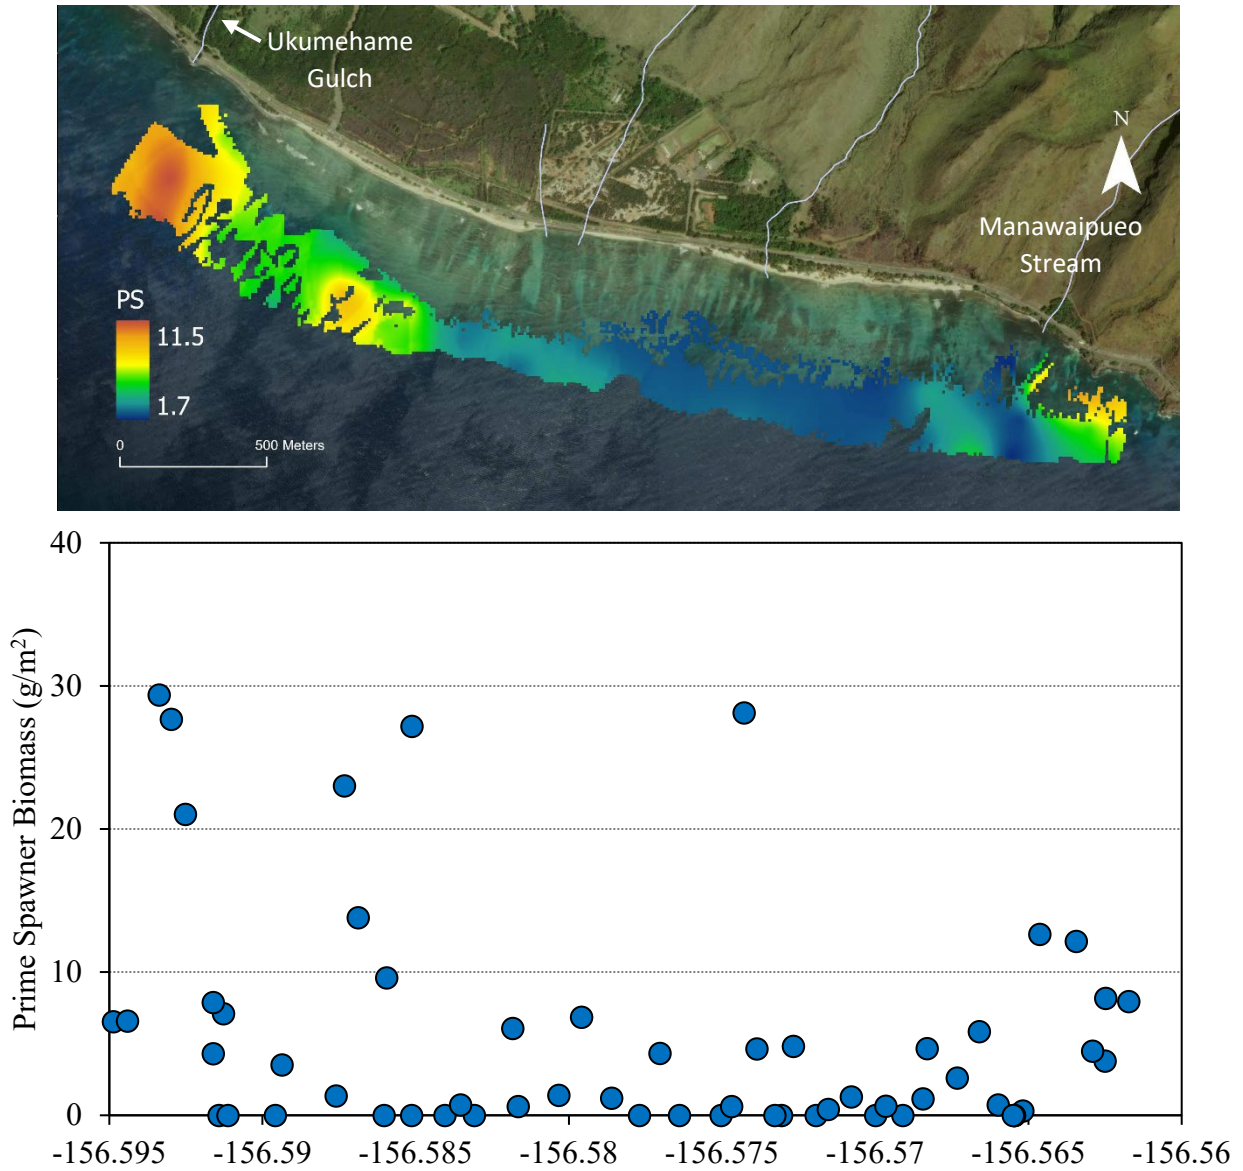 Ukumehame
Gulch
N
Manawaipueo
Stream
PS
11.5
1.7
0
500 Meters
40
30
20
10
0
Prime Spawner Biomass (g/m²)
-156.595
-156.59
-156.585
-156.58
-156.575
-156.57
-156.565
-156.56